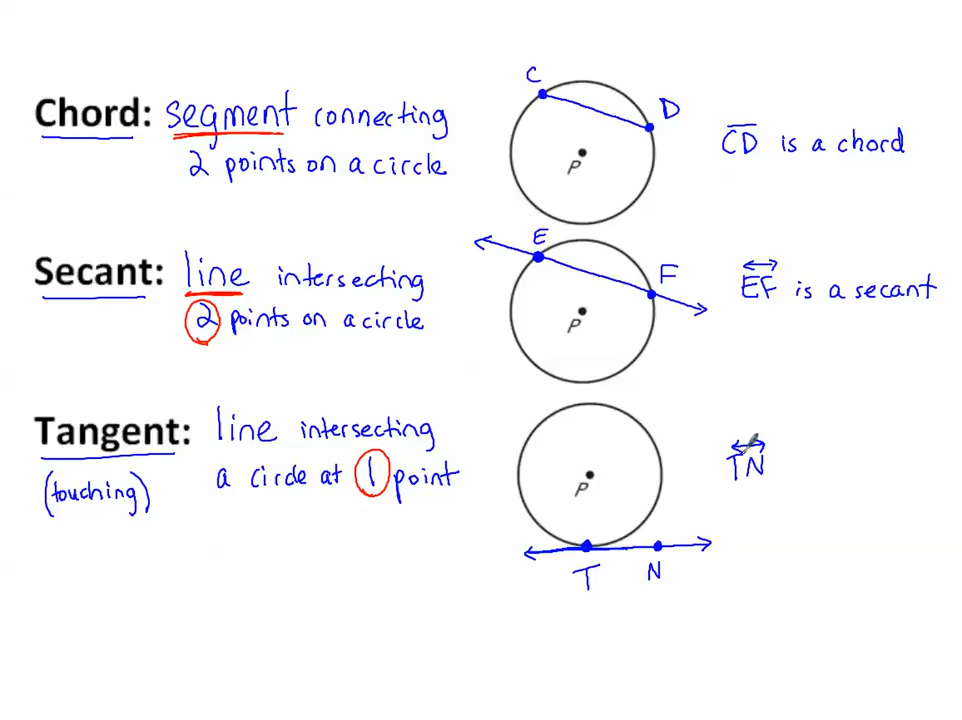 Chord: segment connecting
2 points on a circle
C
D
P
CD is a chord
Secant: line intersecting
2 points on a circle
E
F
P
EF is a secant
Tangent: line intersecting
(touching) a circle at 1 point
P
T
N
TN